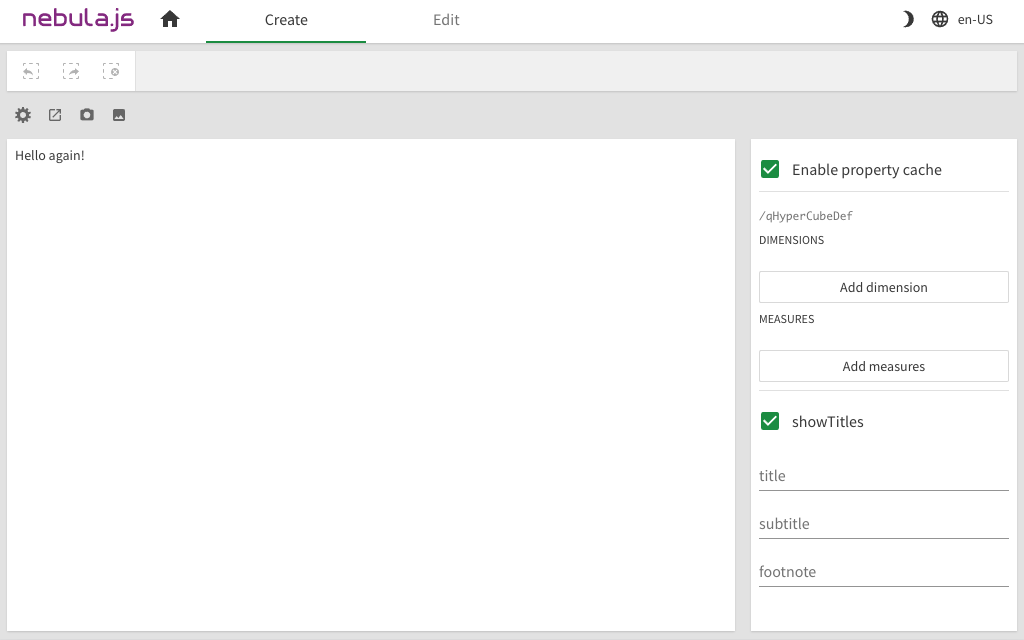 nebula.js
Create
Edit
en-US
Hello again!
Enable property cache
/qHyperCubeDef
DIMENSIONS
Add dimension
MEASURES
Add measures
showTitles
title
subtitle
footnote